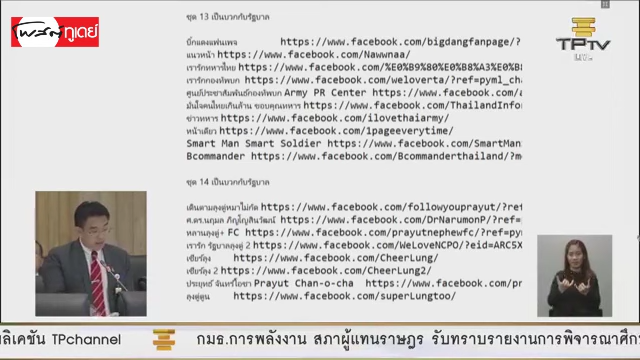 โพสต์ทูเดย์
TPTV
LIVE
ชุด 13 เป็นบวกกับรัฐบาล
บิ๊กแดงแฟนเพจ https://www.facebook.com/bigdangfanpage/?
แนวหน้า https://www.facebook.com/Nawwnaa/
เรารักทหารไทย https://www.facebook.com/%E0%B9%80%E0%B8%A3%E0%B8
เรารักกองทัพบก https://www.facebook.com/weloverta/?ref=pyml_cha
ศูนย์ประชาสัมพันธ์กองทัพบก Army PR Center https://www.facebook.com/a
มั่นใจคนไทยเกินล้าน ขอบคุณทหาร https://www.facebook.com/ThailandInfor
ข่าวทหาร https://www.facebook.com/ilovethaiarmy/
หน้าเดียว https://www.facebook.com/1pageeverytime/
Smart Man Smart Soldier https://www.facebook.com/SmartMan
Bcommander https://www.facebook.com/Bcommanderthailand/?mo
ชุด 14 เป็นบวกกับรัฐบาล
เดินตามลุงตู่หมาไม่กัด https://www.facebook.com/followyouprayut/?ref
ศ.ดร.นฤมล ภิญโญสินวัฒน์ https://www.facebook.com/DrNarumonP/?ref=p
หลานลุงตู่+ FC https://www.facebook.com/prayutnephewfc/?ref=py
เรารัก รัฐบาลลุงตู่ 2 https://www.facebook.com/WeLoveNCPO/?eid=ARC5X
เชียร์ลุง https://www.facebook.com/CheerLung/
เชียร์ลุง 2 https://www.facebook.com/CheerLung2/
ประยุทธ์ จันทร์โอชา Prayut Chan-o-cha https://www.facebook.com/pr
ลุงตู่ตูน https://www.facebook.com/superLungtoo/
ลิเคชัน TPchannel กมธ.การพลังงาน สภาผู้แทนราษฎร รับทราบรายงานการพิจารณาศึก